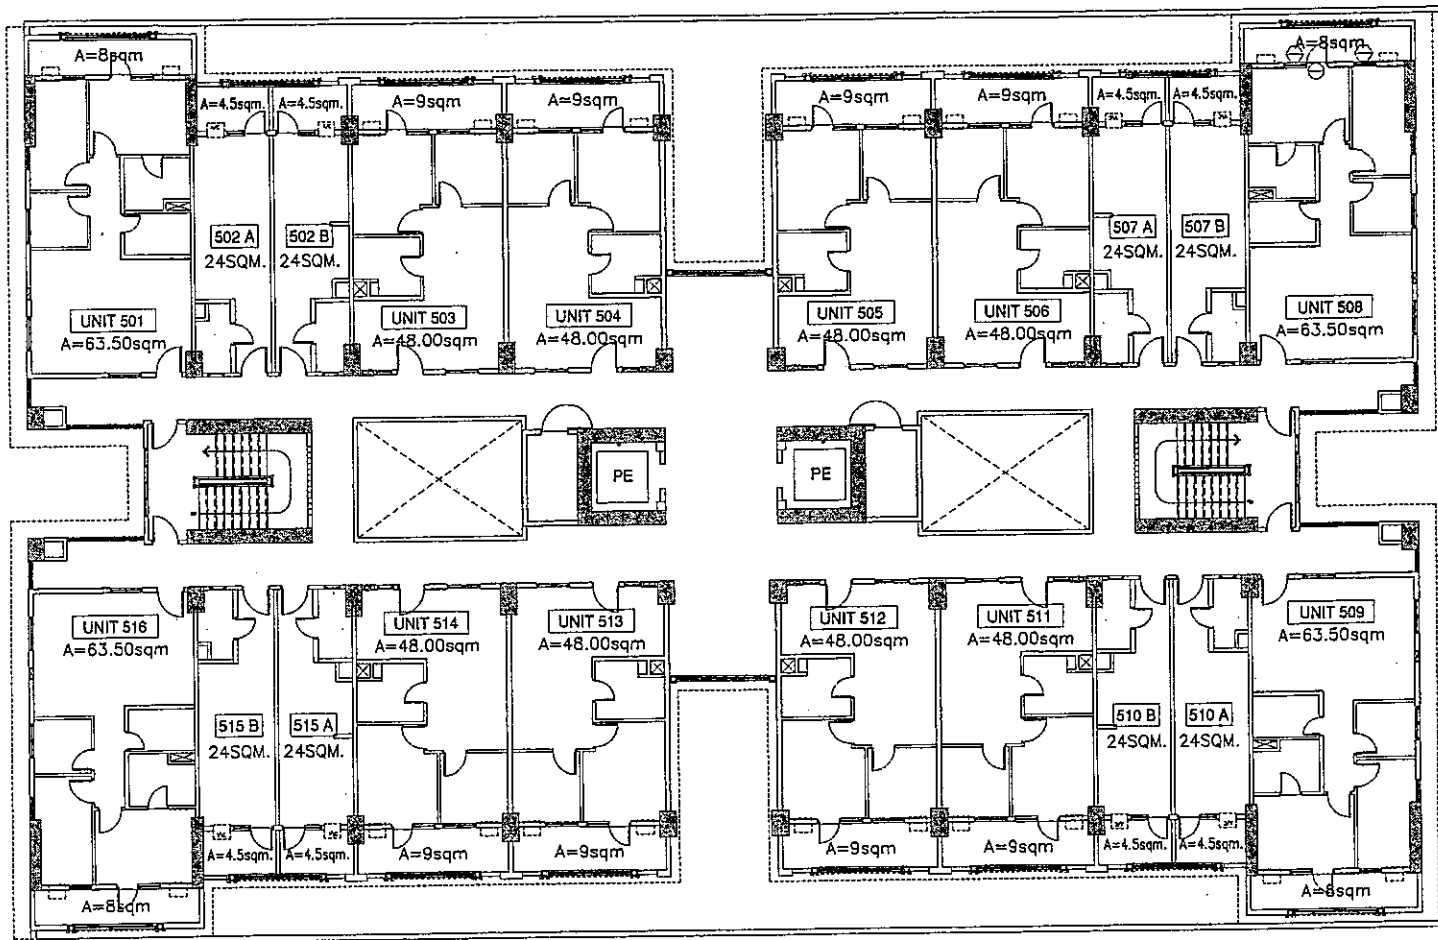 A=8sqm
A=8sqm
A=4.5sqm.
A=4.5sqm.
A=9sqm
A=9sqm
A=9sqm
A=9sqm
A=4.5sqm.
A=4.5sqm.
502 A
24SQM.
502 B
24SQM.
507 A
24SQM.
507 B
24SQM.
UNIT 501
A=63.50sqm
UNIT 503
A=48.00sqm
UNIT 504
A=48.00sqm
UNIT 505
A=48.00sqm
UNIT 506
A=48.00sqm
UNIT 508
A=63.50sqm
PE
PE
UNIT 516
A=63.50sqm
UNIT 514
A=48.00sqm
UNIT 513
A=48.00sqm
UNIT 512
A=48.00sqm
UNIT 511
A=48.00sqm
UNIT 509
A=63.50sqm
515 B
24SQM.
515 A
24SQM.
510 B
24SQM.
510 A
24SQM.
A=4.5sqm.
A=4.5sqm.
A=9sqm
A=9sqm
A=9sqm
A=9sqm
A=4.5sqm.
A=4.5sqm.
A=8sqm
A=8sqm